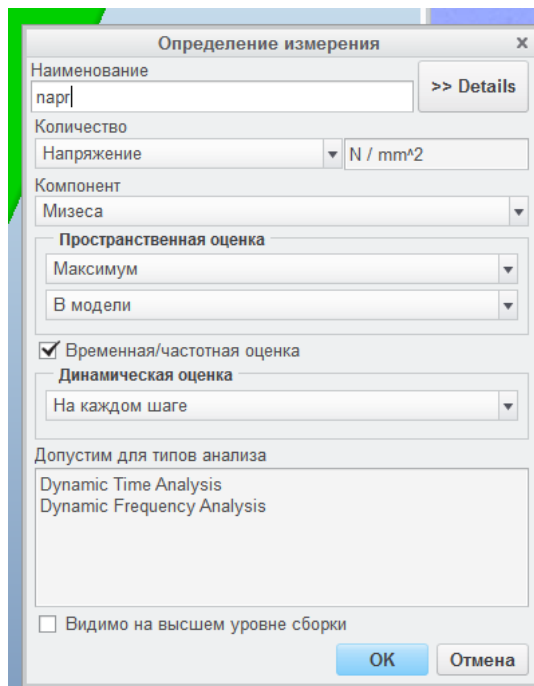 Определение измерения x
Наименование
napr
>> Details
Количество
Напряжение N / mm^2
Компонент
Мизеса
Пространственная оценка
Максимум
В модели
Временная/частотная оценка
Динамическая оценка
На каждом шаге
Допустим для типов анализа
Dynamic Time Analysis
Dynamic Frequency Analysis
Видимо на высшем уровне сборки
OK Отмена